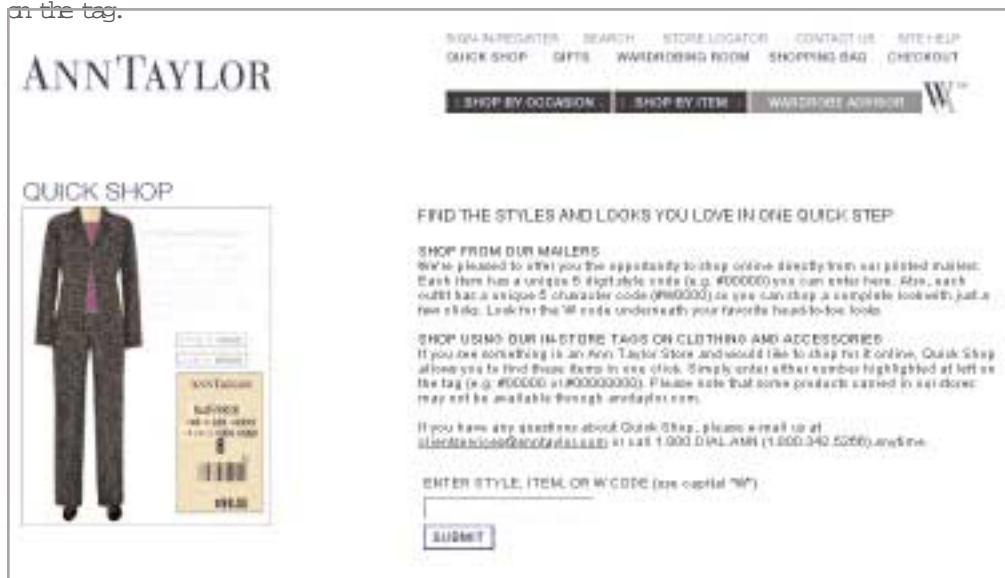 on the tag.
SIGN-IN/REGISTER SEARCH STORE LOCATOR CONTACT US SITE HELP
QUICK SHOP GIFTS WARDROBING ROOM SHOPPING BAG CHECKOUT
ANNTAYLOR
SHOP BY OCCASION SHOP BY ITEM WARDROBE ADVISOR W
QUICK SHOP
FIND THE STYLES AND LOOKS YOU LOVE IN ONE QUICK STEP
SHOP FROM OUR MAILERS
We're pleased to offer you the opportunity to shop online directly from our printed mailers.
Each item has a unique 5 digit style code (e.g. #00000) you can enter here. Also, each
outfit has a unique 5 character code (#W0000) so you can shop a complete look with just a
few clicks. Look for the W code underneath your favorite head-to-toe looks.
SHOP USING OUR IN-STORE TAGS ON CLOTHING AND ACCESSORIES
If you see something in an Ann Taylor Store and would like to shop for it online, Quick Shop
allows you to find these items in one click. Simply enter either number highlighted at left on
the tag (e.g. #00000 or #00000000). Please note that some products carried in our stores
may not be available through anntaylor.com.
If you have any questions about Quick Shop, please e-mail us at
clientservices@anntaylor.com or call 1.800.DIAL.ANN (1.800.342.5266) anytime.
ENTER STYLE, ITEM, OR W CODE (use capital "W")
SUBMIT
ANNTAYLOR